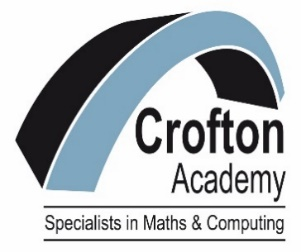 Crofton
Academy
Specialists in Maths & Computing